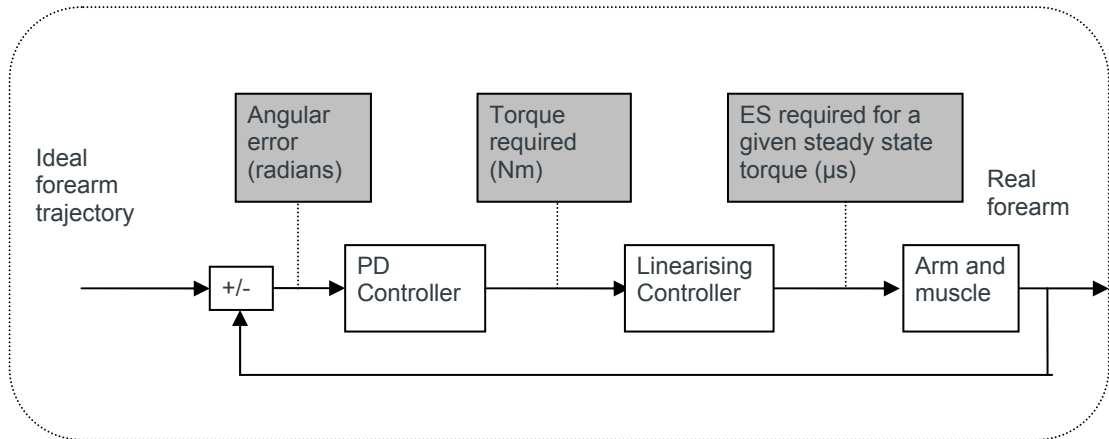 Ideal
forearm
trajectory
Angular
error
(radians)
Torque
required
(Nm)
ES required for a
given steady state
torque (µs)
Real
forearm
+/-
PD
Controller
Linearising
Controller
Arm and
muscle